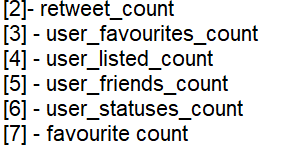 [2]- retweet_count
[3] - user_favourites_count
[4] - user_listed_count
[5] - user_friends_count
[6] - user_statuses_count
[7] - favourite count